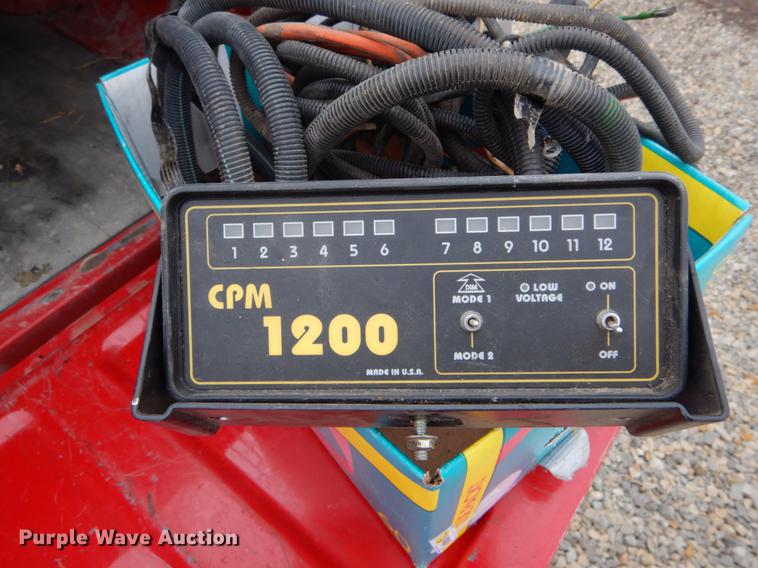 1 2 3 4 5 6 7 8 9 10 11 12
CPM
1200
MADE IN U.S.A.
DIM
MODE 1
MODE 2
LOW
VOLTAGE
ON
OFF
Purple Wave Auction